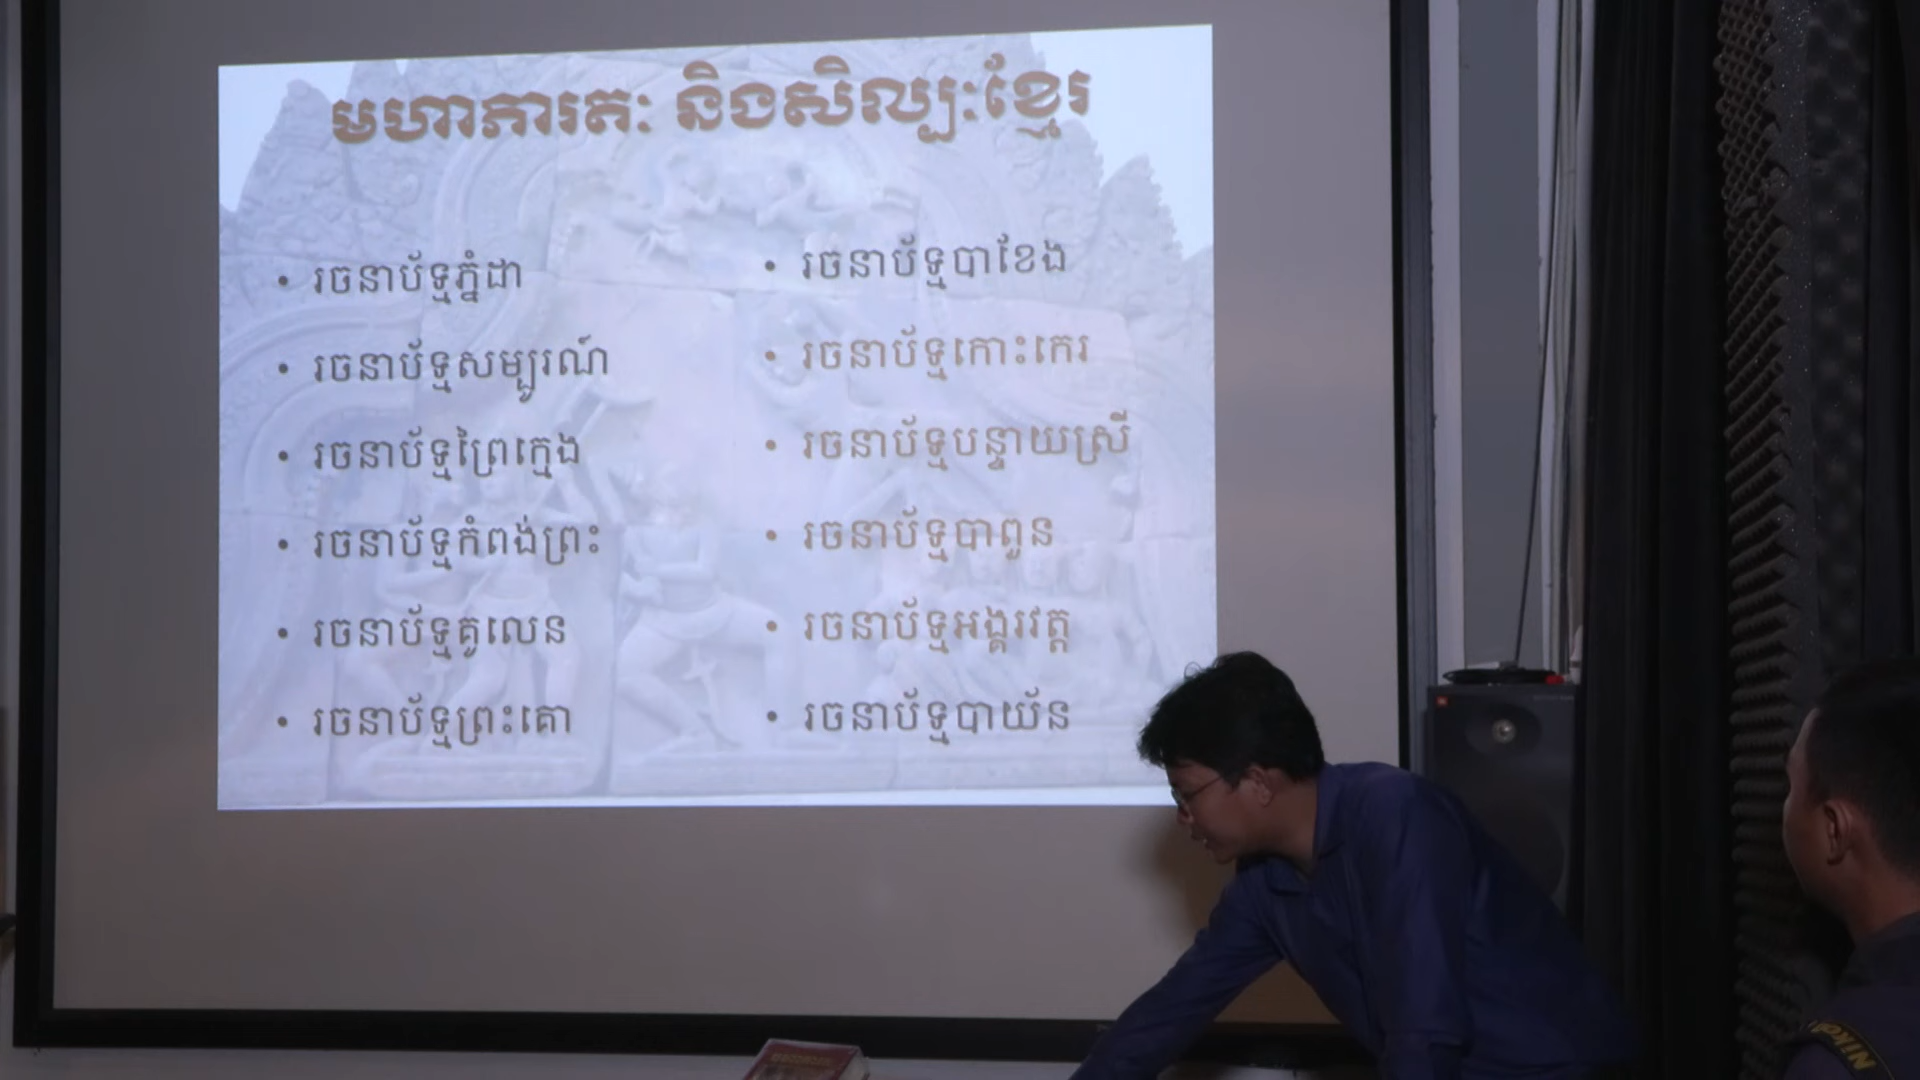 មហាភារតៈ និងសិល្បៈខ្មែរ
• រចនាប័ទ្មភ្នំដា
• រចនាប័ទ្មសម្បូរណ៍
• រចនាប័ទ្មព្រៃក្មេង
• រចនាប័ទ្មកំពង់ព្រះ
• រចនាប័ទ្មគូលេន
• រចនាប័ទ្មព្រះគោ
• រចនាប័ទ្មបាខែង
• រចនាប័ទ្មកោះកេរ
• រចនាប័ទ្មបន្ទាយស្រី
• រចនាប័ទ្មបាពួន
• រចនាប័ទ្មអង្គរវត្ត
• រចនាប័ទ្មបាយ័ន